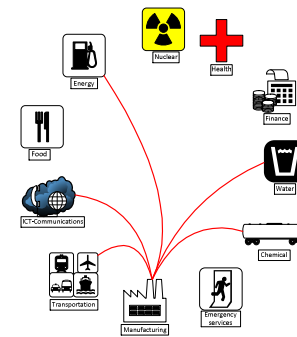 Nuclear
Health
Energy
Finance
Food
Water
ICT-Communications
Chemical
Transportation
Emergency
services
Manufacturing